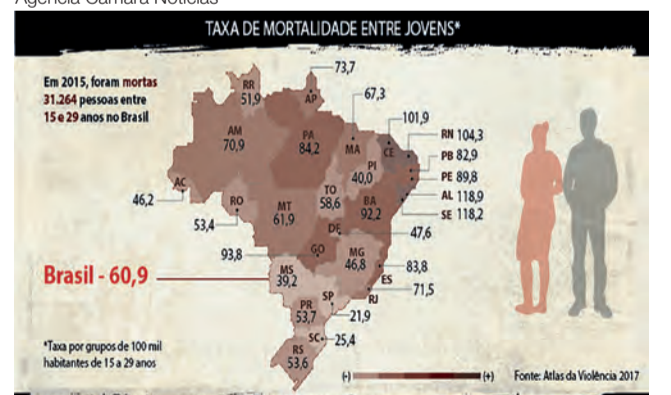 Agência Câmara Notícias
TAXA DE MORTALIDADE ENTRE JOVENS*
Em 2015, foram mortas
31.264 pessoas entre
15 e 29 anos no Brasil
73,7
RR
51,9
AP
67,3
101,9
AM
70,9
PA
84,2
MA
CE
RN 104,3
PI
40,0
PB 82,9
PE 89,8
AC
46,2
RO
53,4
TO
58,6
AL 118,9
MT
61,9
BA
92,2
SE 118,2
DF
47,6
93,8
GO
MG
46,8
83,8
ES
Brasil - 60,9
MS
39,2
71,5
RJ
SP
21,9
PR
53,7
SC
25,4
*Taxa por grupos de 100 mil
habitantes de 15 a 29 anos
RS
53,6
(-)
(+)
Fonte: Atlas da Violência 2017